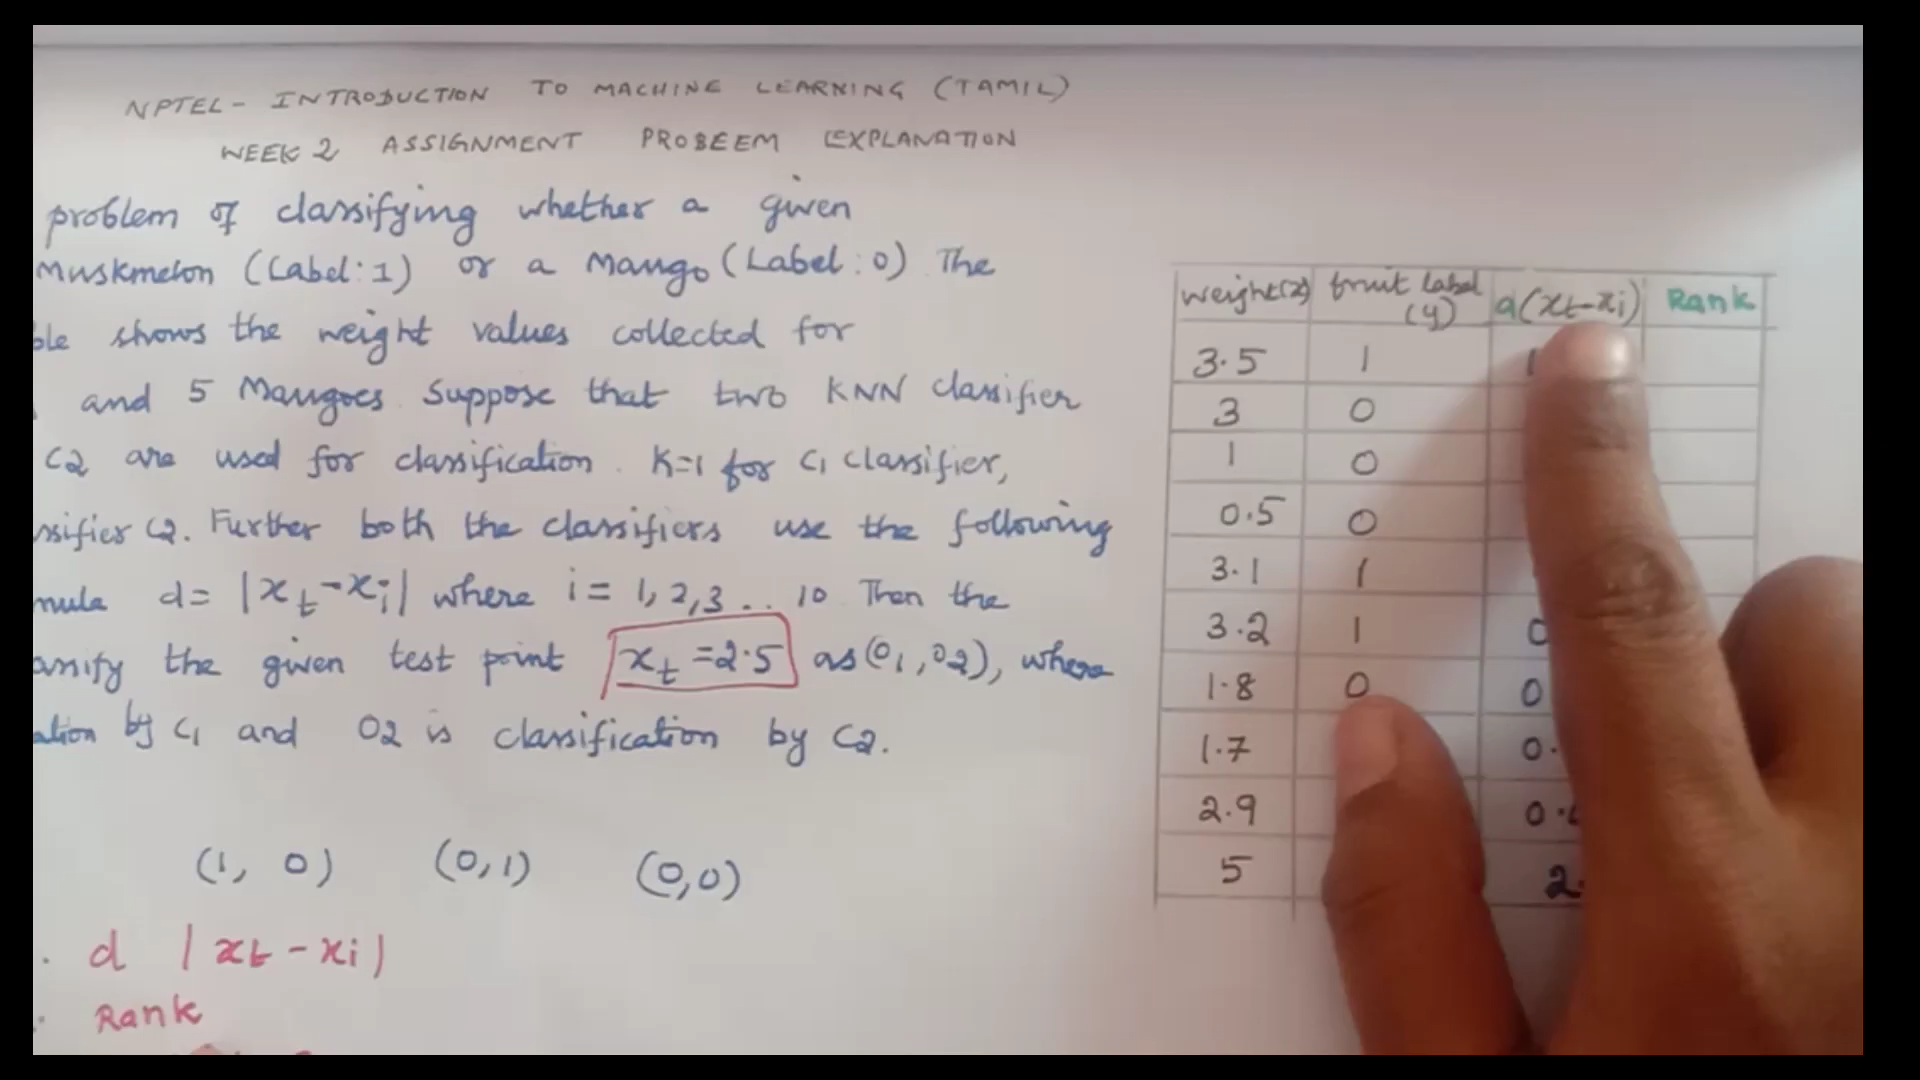 NPTEL - INTRODUCTION TO MACHINE LEARNING (TAMIL)
WEEK 2 ASSIGNMENT PROBEEM EXPLANATION
problem of classifying whether a given
Muskmelon (Label:1) or a Mango (Label:0) The
ble shows the weight values collected for
and 5 Mangoes. Suppose that two KNN classifier
C2 are used for classification. K=1 for C1 classifier,
ssifier C2. Further both the classifiers use the following
mula d= |xt-xi| where i= 1,2,3... 10 Then the
assify the given test point xt=2.5 as (O1,O2), where
ation by C1 and O2 is classification by C2.
(1, 0) (0,1) (0,0)
d |xt-xi|
Rank
weight(x) fruit label (y) d(xt-xi) Rank
3.5 1 1
3 0
1 0
0.5 0
3.1 1
3.2 1 0
1.8 0 0
1.7 0.
2.9 0.
5 2.